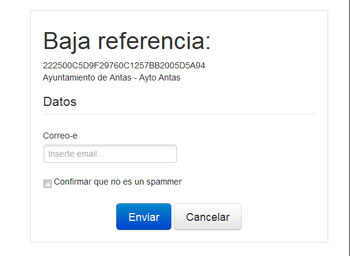 Baja referencia:
222500C5D9F29760C1257BB2005D5A94
Ayuntamiento de Antas - Ayto Antas
Datos
Correo-e
Inserte email...
Confirmar que no es un spammer
Enviar Cancelar